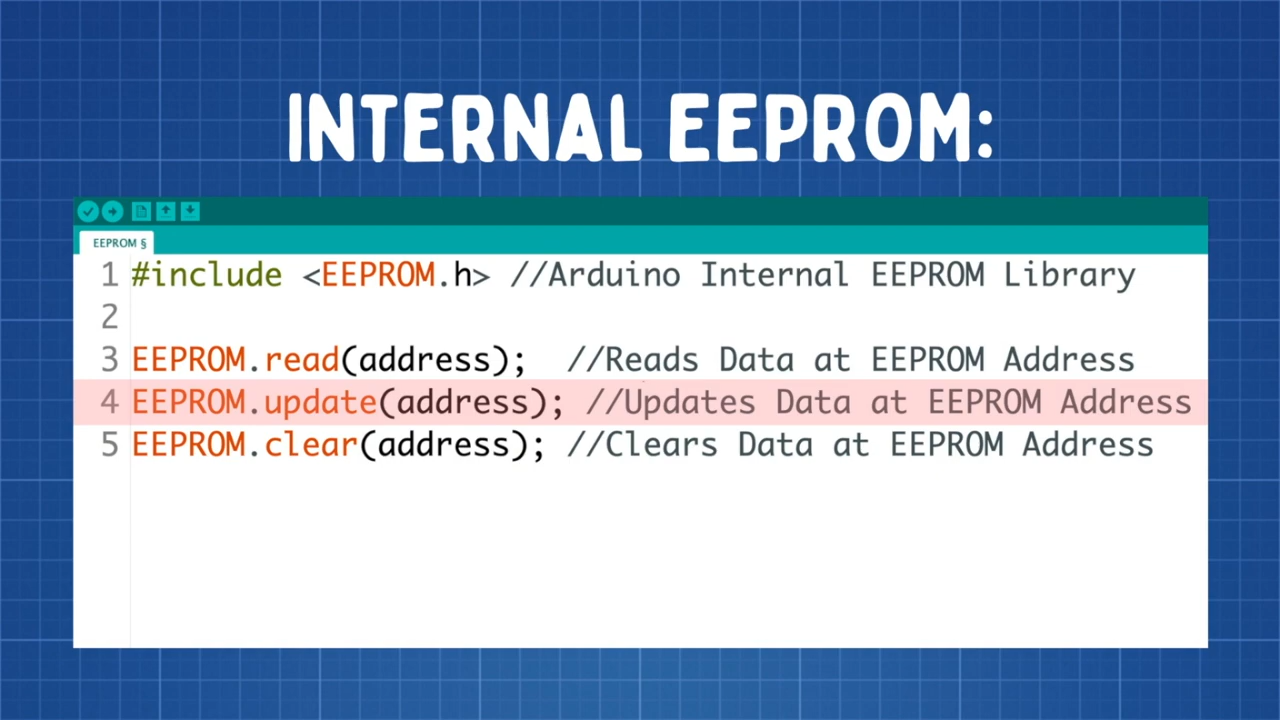 INTERNAL EEPROM:
EEPROM §
1 #include <EEPROM.h> //Arduino Internal EEPROM Library
2
3 EEPROM.read(address);  //Reads Data at EEPROM Address
4 EEPROM.update(address); //Updates Data at EEPROM Address
5 EEPROM.clear(address); //Clears Data at EEPROM Address